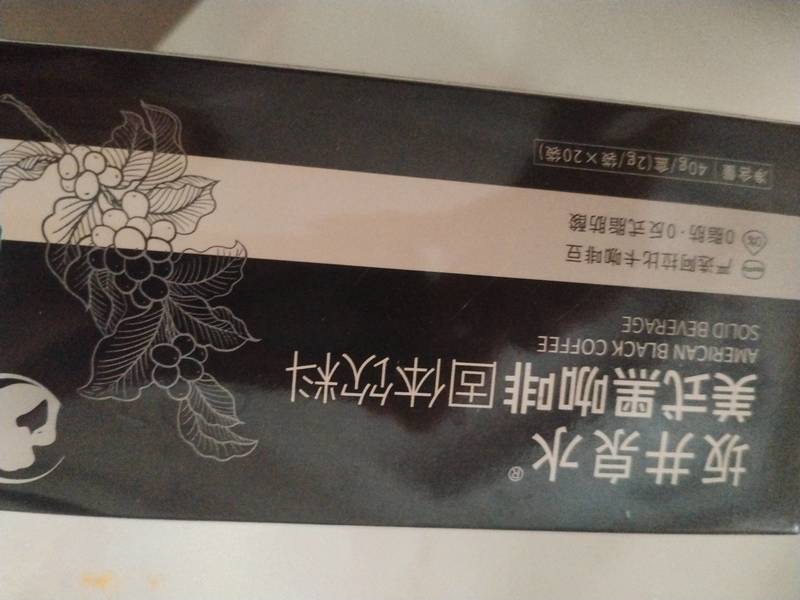 坂井泉水®
美式黑咖啡固体饮料
AMERICAN BLACK COFFEE
SOLID BEVERAGE
严选阿拉比卡咖啡豆
0% 0脂肪·0反式脂肪酸
净含量 40g/盒(2g/袋×20袋)